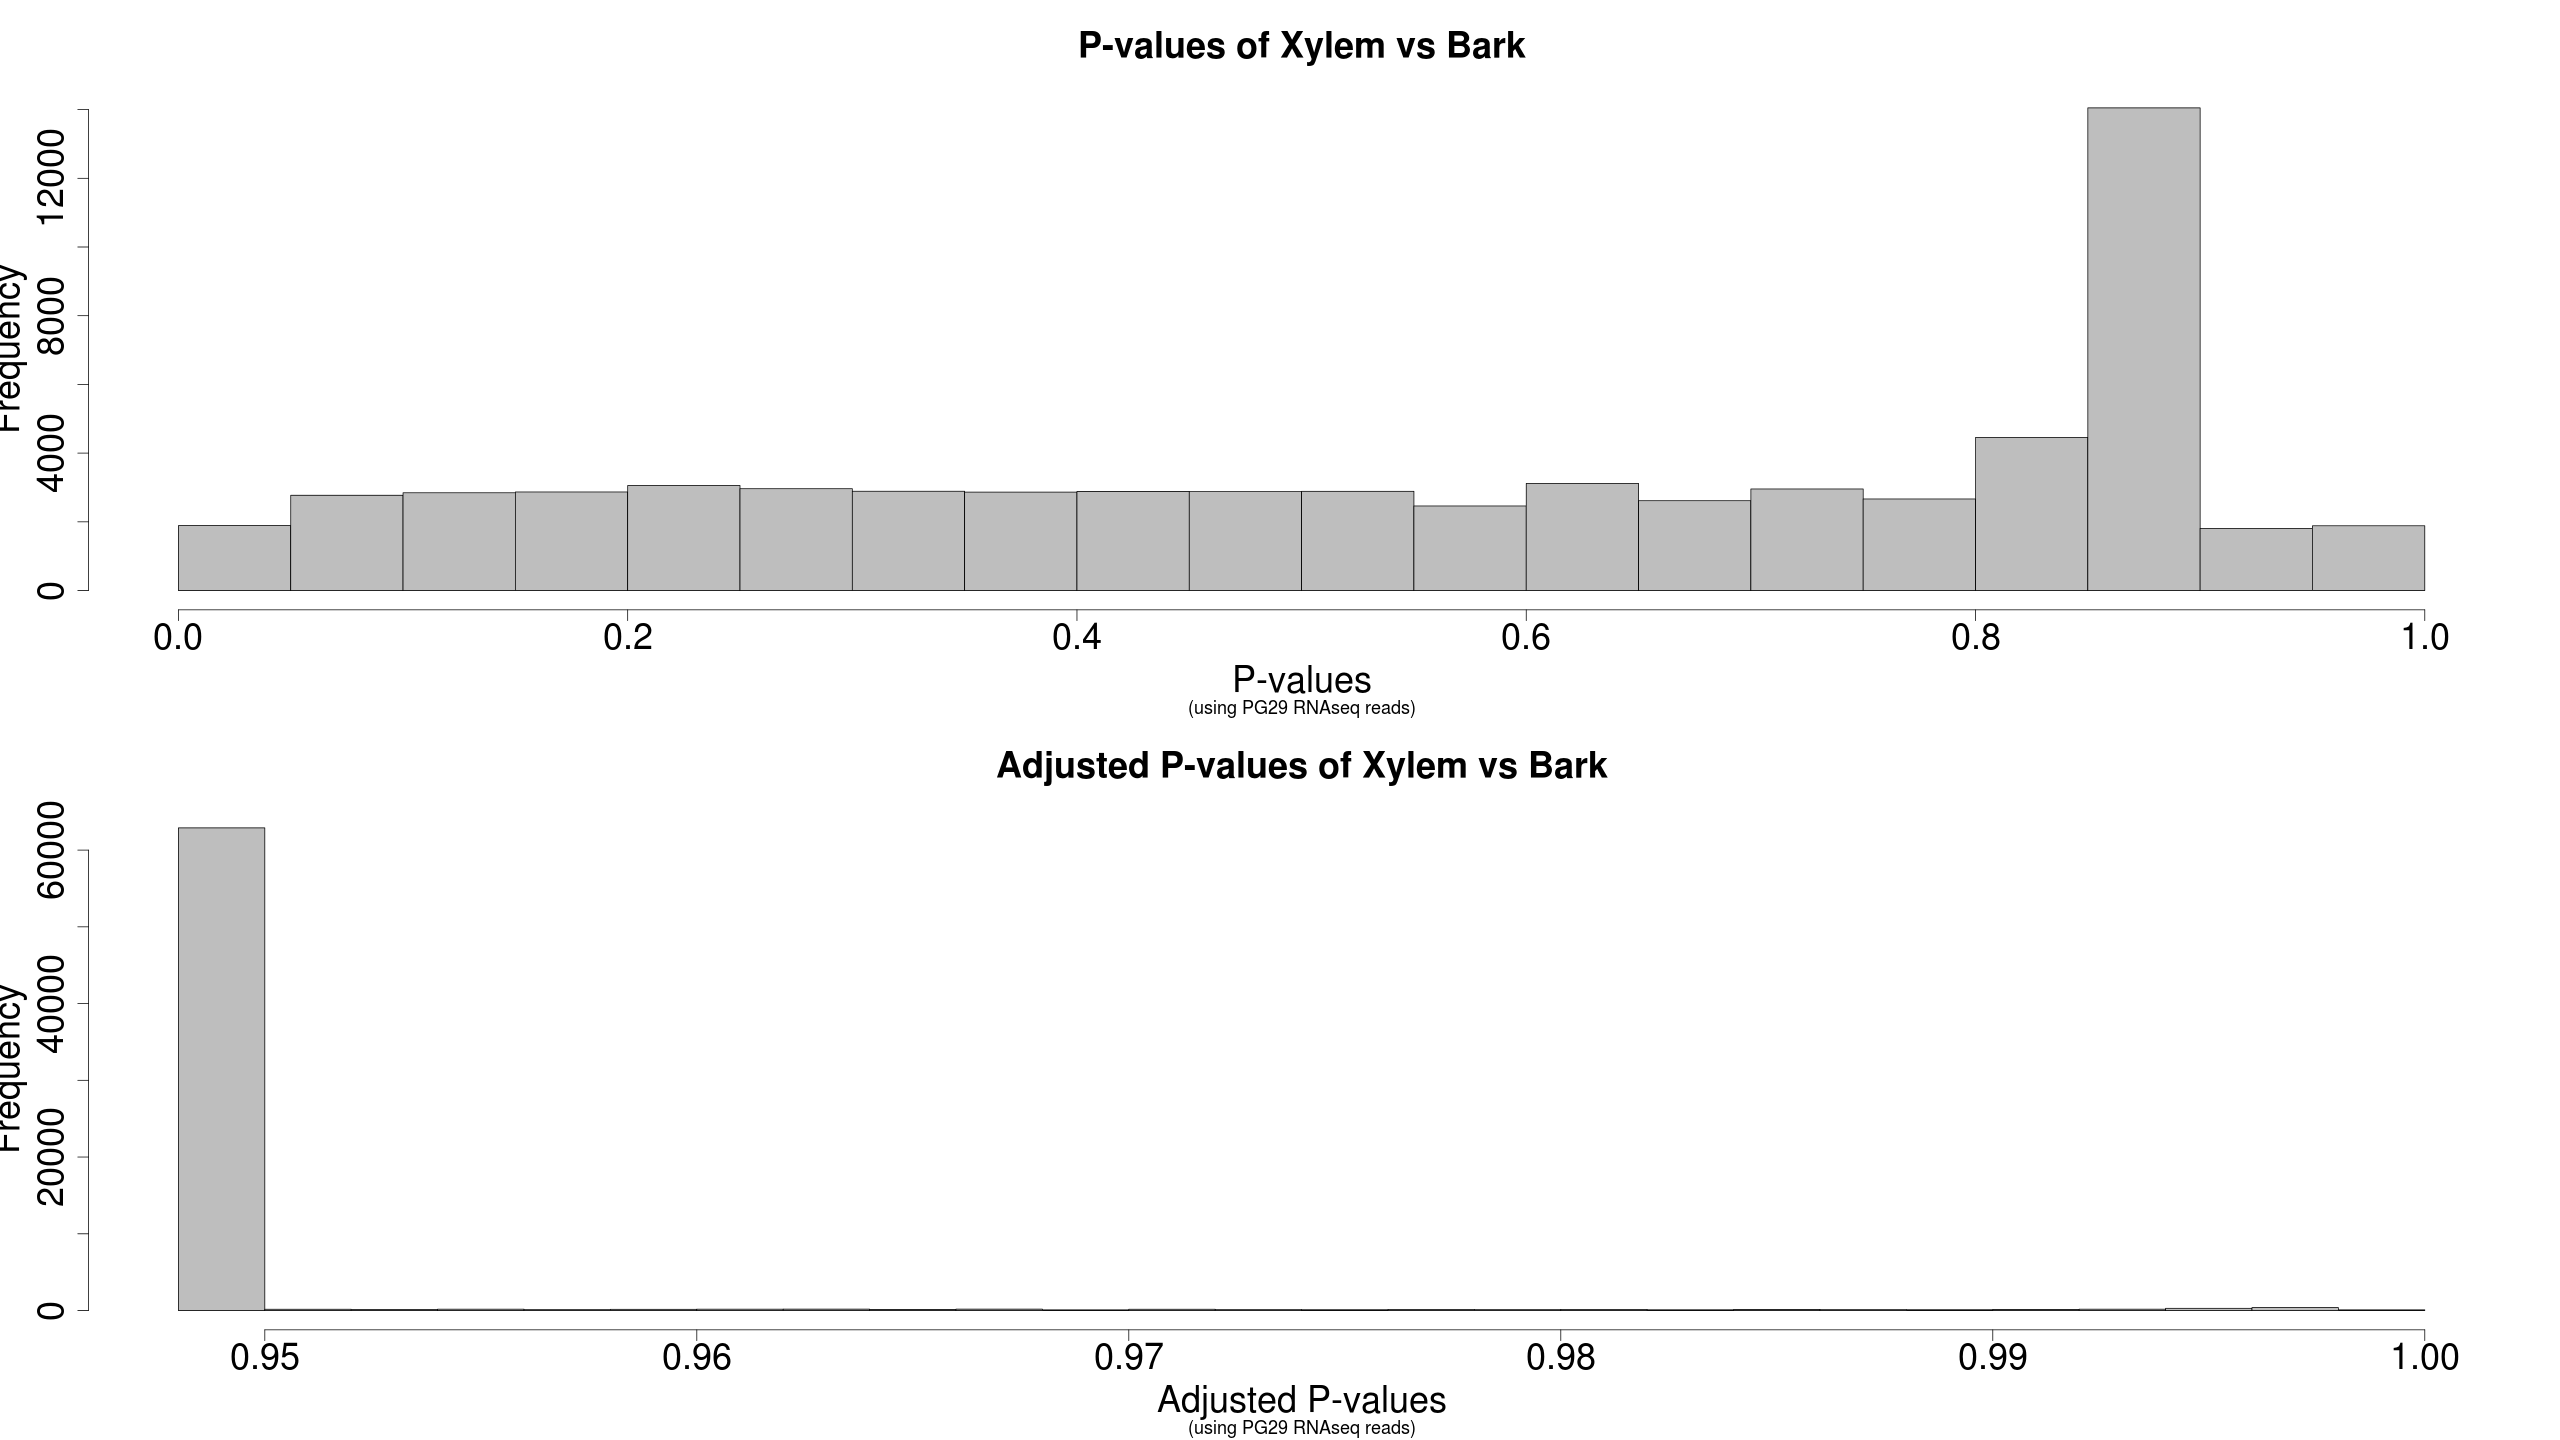 P-values of Xylem vs Bark
Frequency
0 4000 8000 12000
0.0 0.2 0.4 0.6 0.8 1.0
P-values
(using PG29 RNAseq reads)
Adjusted P-values of Xylem vs Bark
Frequency
0 20000 40000 60000
0.95 0.96 0.97 0.98 0.99 1.00
Adjusted P-values
(using PG29 RNAseq reads)